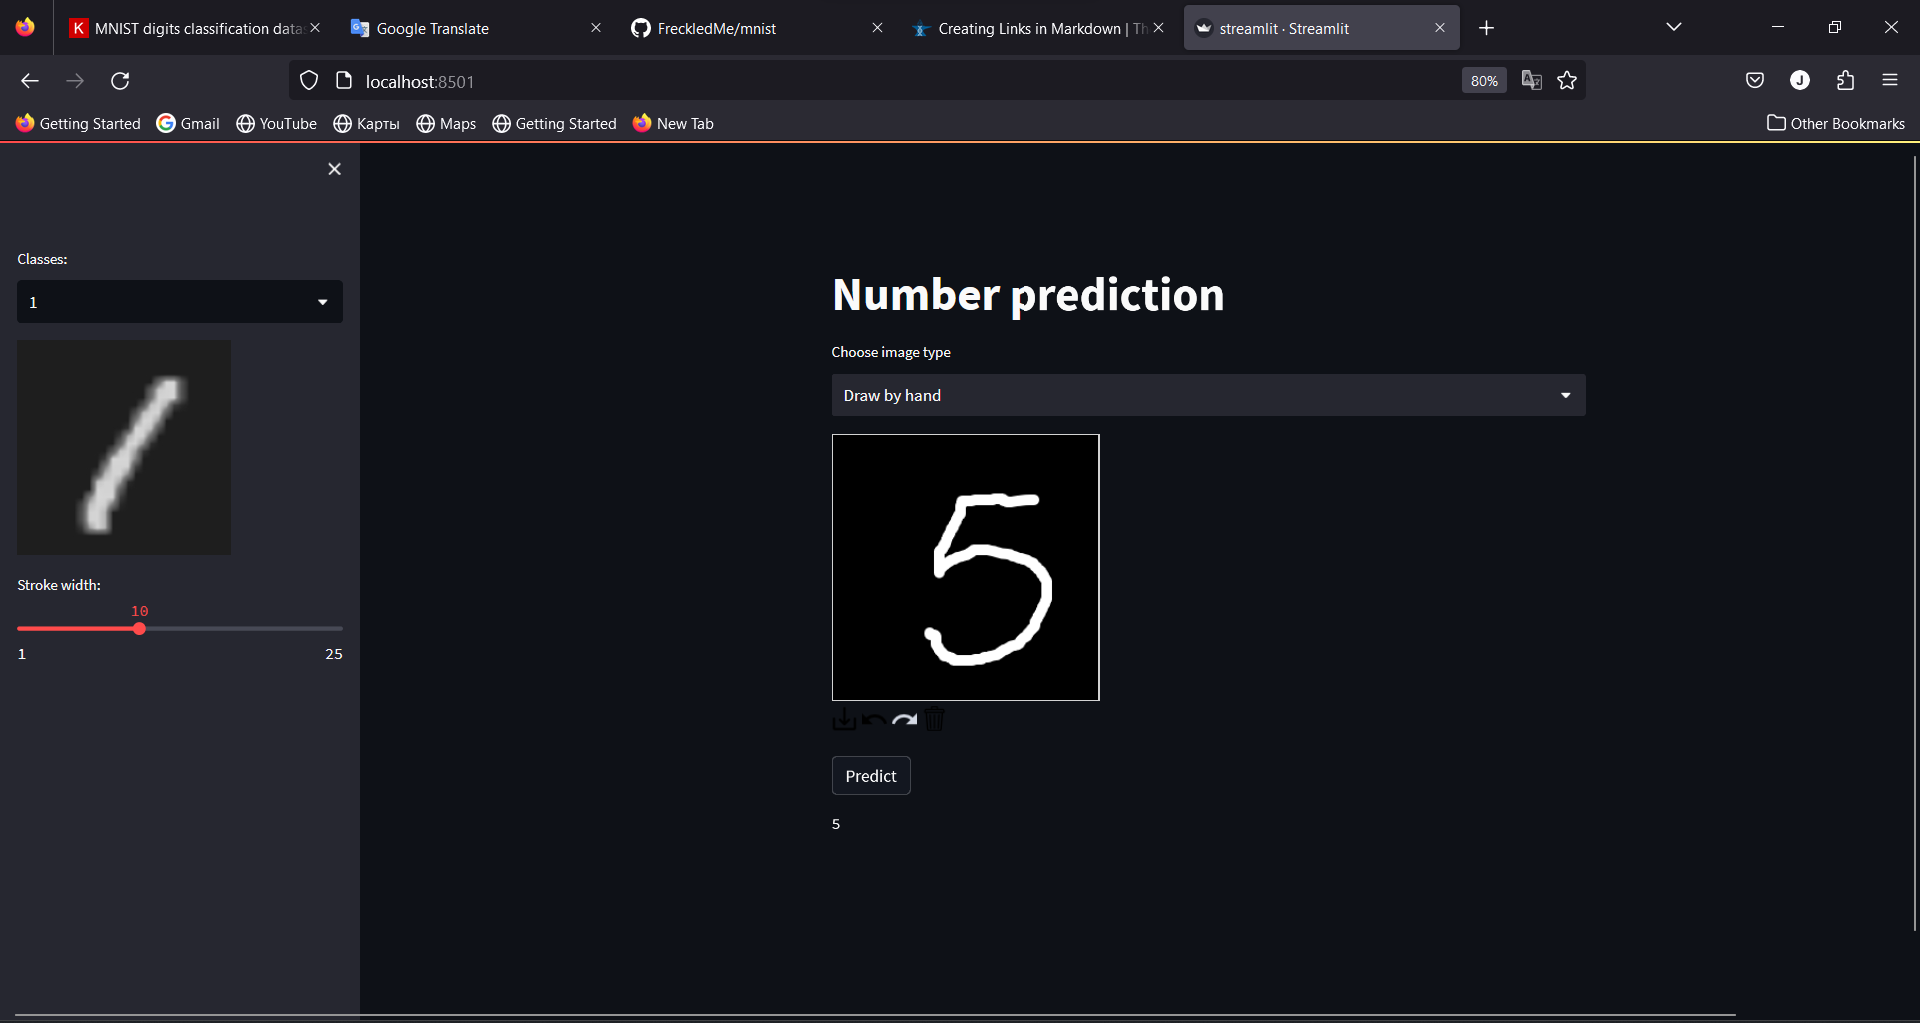 MNIST digits classification data
Google Translate
FreckledMe/mnist
Creating Links in Markdown | Th
streamlit · Streamlit
localhost:8501
80%
J
Getting Started
Gmail
YouTube
Карты
Maps
Getting Started
New Tab
Other Bookmarks
Classes:
1
Stroke width:
10
1 25
Number prediction
Choose image type
Draw by hand
5
Predict
5